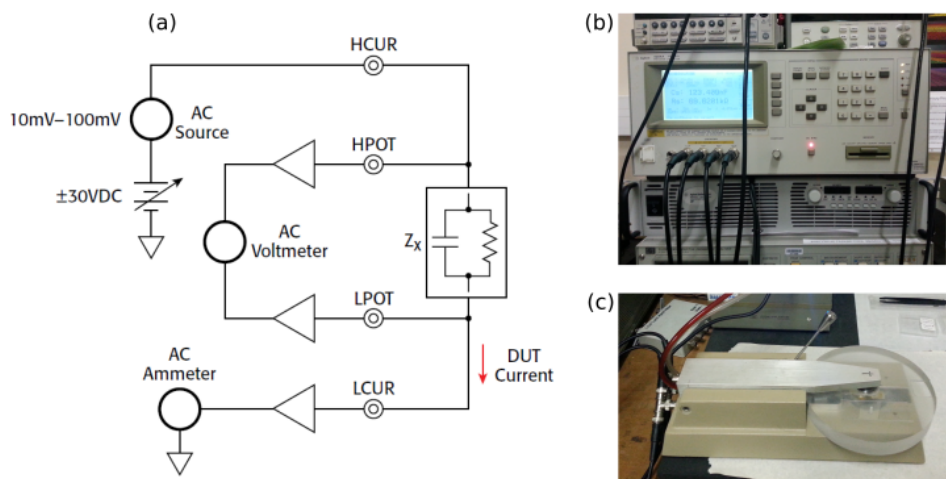 (a)
HCUR
10mV–100mV
AC
Source
HPOT
±30VDC
AC
Voltmeter
Zx
LPOT
AC
Ammeter
DUT
Current
LCUR
(b)
(c)